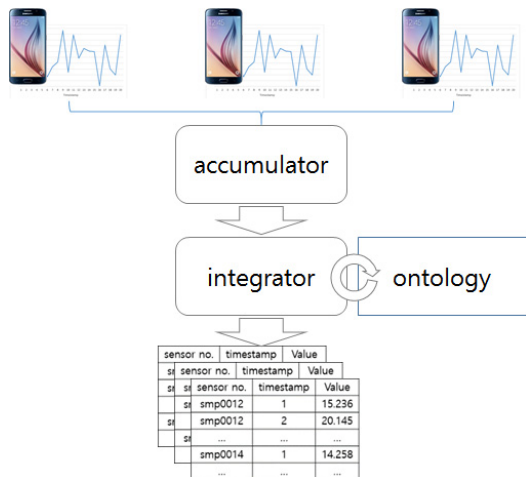 accumulator
integrator
ontology
sensor no. timestamp Value
sensor no. timestamp Value
sensor no. timestamp Value
smp0012 1 15.236
smp0012 2 20.145
... ... ...
smp0014 1 14.258
... ... ...